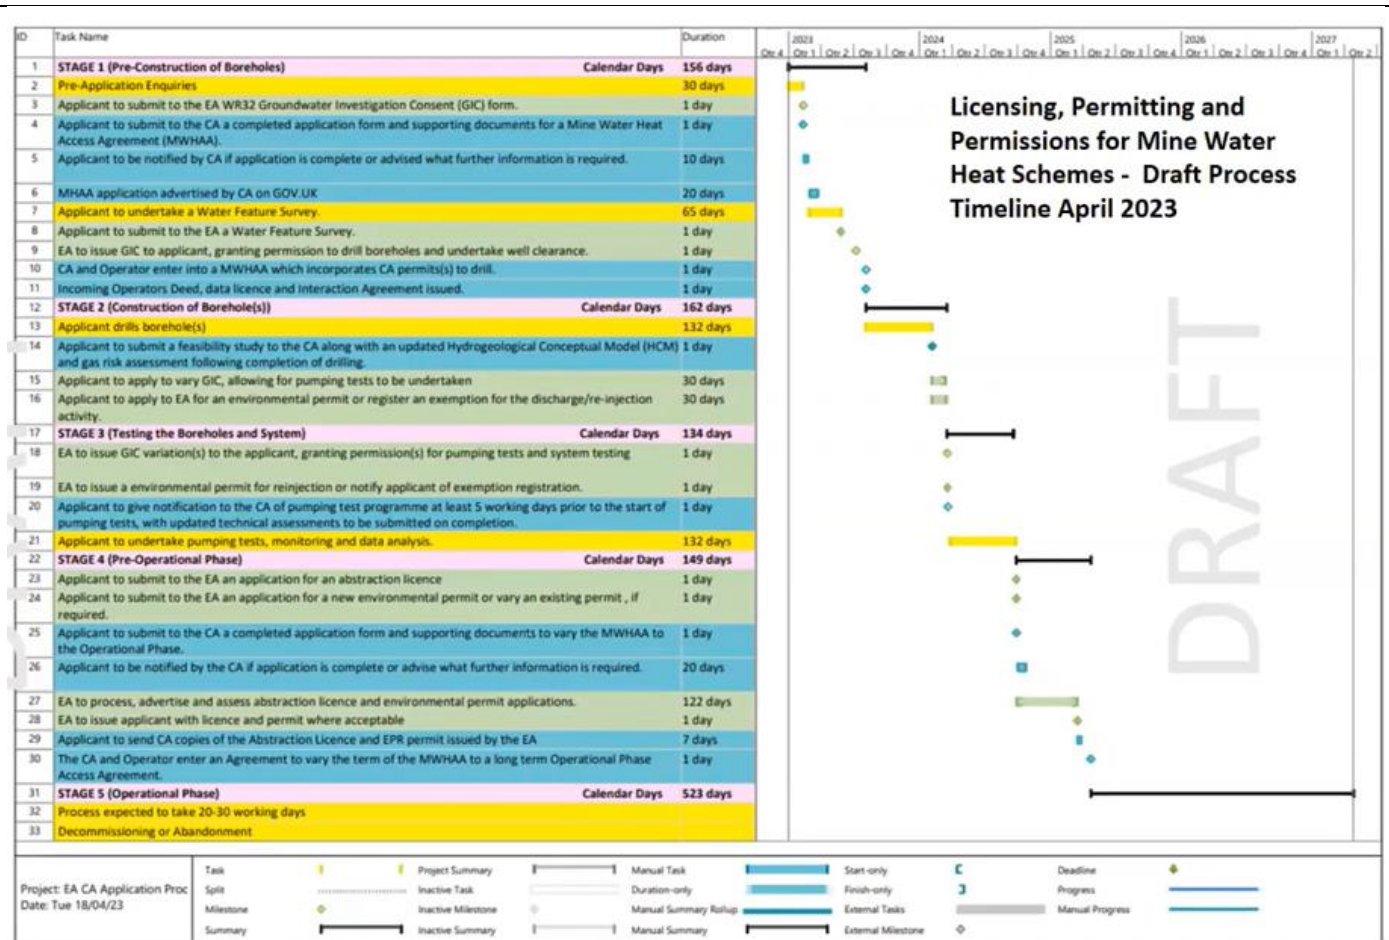 ID Task Name Duration
2023 2024 2025 2026 2027
Qtr 4 Qtr 1 Qtr 2 Qtr 3 Qtr 4 Qtr 1 Qtr 2 Qtr 3 Qtr 4 Qtr 1 Qtr 2 Qtr 3 Qtr 4 Qtr 1 Qtr 2 Qtr 3 Qtr 4 Qtr 1 Qtr 2
1 STAGE 1 (Pre-Construction of Boreholes) Calendar Days 156 days
2 Pre-Application Enquiries 30 days
3 Applicant to submit to the EA WR32 Groundwater Investigation Consent (GIC) form. 1 day
4 Applicant to submit to the CA a completed application form and supporting documents for a Mine Water Heat 1 day
Access Agreement (MWHAA).
5 Applicant to be notified by CA if application is complete or advised what further information is required. 10 days
6 MHAA application advertised by CA on GOV.UK 20 days
7 Applicant to undertake a Water Feature Survey. 65 days
8 Applicant to submit to the EA a Water Feature Survey. 1 day
9 EA to issue GIC to applicant, granting permission to drill boreholes and undertake well clearance. 1 day
10 CA and Operator enter into a MWHAA which incorporates CA permits(s) to drill. 1 day
11 Incoming Operators Deed, data licence and Interaction Agreement issued. 1 day
12 STAGE 2 (Construction of Borehole(s)) Calendar Days 162 days
13 Applicant drills borehole(s) 132 days
14 Applicant to submit a feasibility study to the CA along with an updated Hydrogeological Conceptual Model (HCM) 1 day
and gas risk assessment following completion of drilling.
15 Applicant to apply to vary GIC, allowing for pumping tests to be undertaken 30 days
16 Applicant to apply to EA for an environmental permit or register an exemption for the discharge/re-injection 30 days
activity.
17 STAGE 3 (Testing the Boreholes and System) Calendar Days 134 days
18 EA to issue GIC variation(s) to the applicant, granting permission(s) for pumping tests and system testing 1 day
19 EA to issue a environmental permit for reinjection or notify applicant of exemption registration. 1 day
20 Applicant to give notification to the CA of pumping test programme at least 5 working days prior to the start of 1 day
pumping tests, with updated technical assessments to be submitted on completion.
21 Applicant to undertake pumping tests, monitoring and data analysis. 132 days
22 STAGE 4 (Pre-Operational Phase) Calendar Days 149 days
23 Applicant to submit to the EA an application for an abstraction licence 1 day
24 Applicant to submit to the EA an application for a new environmental permit or vary an existing permit , if 1 day
required.
25 Applicant to submit to the CA a completed application form and supporting documents to vary the MWHAA to 1 day
the Operational Phase.
26 Applicant to be notified by the CA if application is complete or advise what further information is required. 20 days
27 EA to process, advertise and assess abstraction licence and environmental permit applications. 122 days
28 EA to issue applicant with licence and permit where acceptable 1 day
29 Applicant to send CA copies of the Abstraction Licence and EPR permit issued by the EA 7 days
30 The CA and Operator enter an Agreement to vary the term of the MWHAA to a long term Operational Phase 1 day
Access Agreement.
31 STAGE 5 (Operational Phase) Calendar Days 523 days
32 Process expected to take 20-30 working days
33 Decommissioning or Abandonment
Licensing, Permitting and
Permissions for Mine Water
Heat Schemes - Draft Process
Timeline April 2023
DRAFT
Project: EA CA Application Proc
Date: Tue 18/04/23
Task Project Summary Manual Task Start-only Deadline
Split Inactive Task Duration-only Finish-only Progress
Milestone Inactive Milestone Manual Summary Rollup External Tasks Manual Progress
Summary Inactive Summary Manual Summary External Milestone